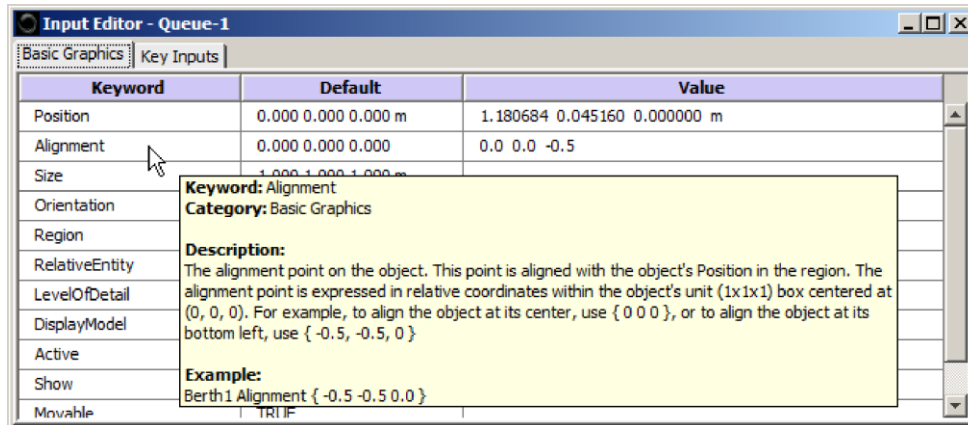 Input Editor - Queue-1
Basic Graphics Key Inputs
Keyword Default Value
Position 0.000 0.000 0.000 m 1.180684 0.045160 0.000000 m
Alignment 0.000 0.000 0.000 0.0 0.0 -0.5
Size 1.000 1.000 1.000 m
Orientation
Region
RelativeEntity
LevelOfDetail
DisplayModel
Active
Show
Movable TRUE
Keyword: Alignment
Category: Basic Graphics
Description:
The alignment point on the object. This point is aligned with the object's Position in the region. The
alignment point is expressed in relative coordinates within the object's unit (1x1x1) box centered at
(0, 0, 0). For example, to align the object at its center, use { 0 0 0 }, or to align the object at its
bottom left, use { -0.5, -0.5, 0 }
Example:
Berth1 Alignment { -0.5 -0.5 0.0 }